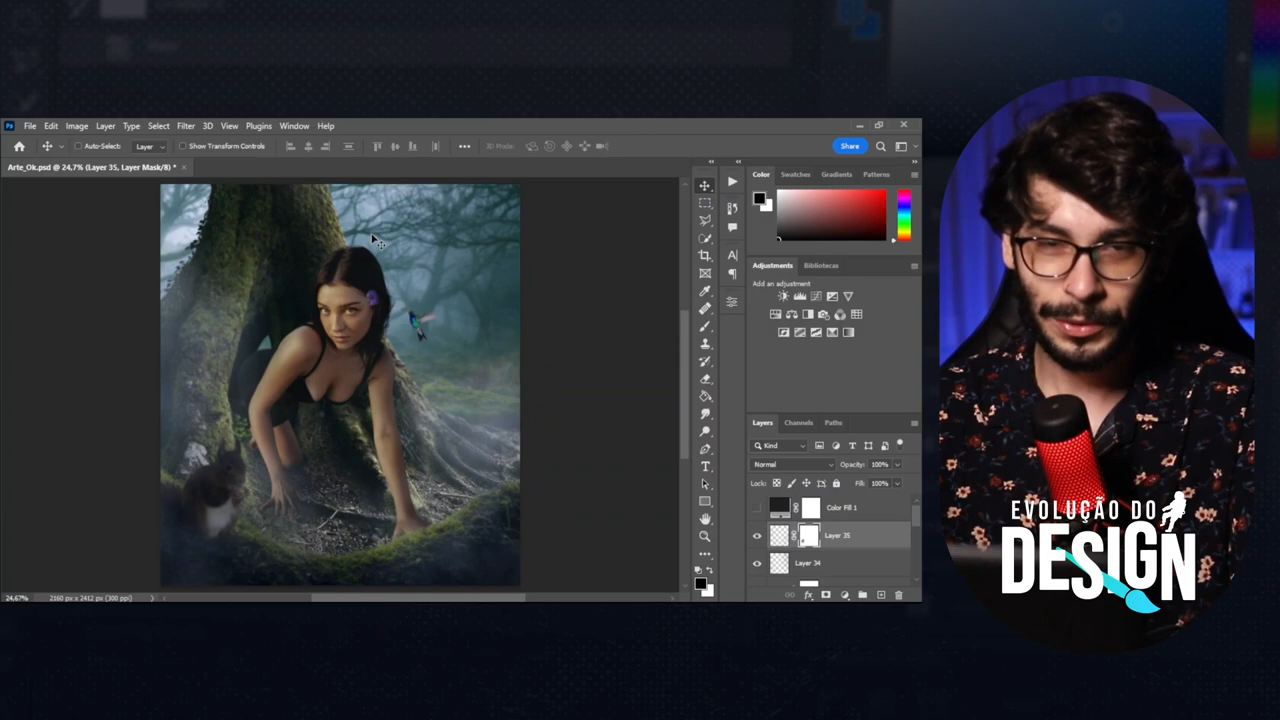 File Edit Image Layer Type Select Filter 3D View Plugins Window Help
Auto-Select: Layer Show Transform Controls 3D Mode: Share
Arte_Ok.psd @ 24,7% (Layer 35, Layer Mask/8) *
Color Swatches Gradients Patterns
Adjustments Bibliotecas
Add an adjustment
Layers Channels Paths
Kind
Normal Opacity: 100%
Lock: Fill: 100%
Color Fill 1
Layer 35
Layer 34
24.67% 2160 px x 2412 px (300 ppi)
EVOLUÇÃO DO
DESIGN